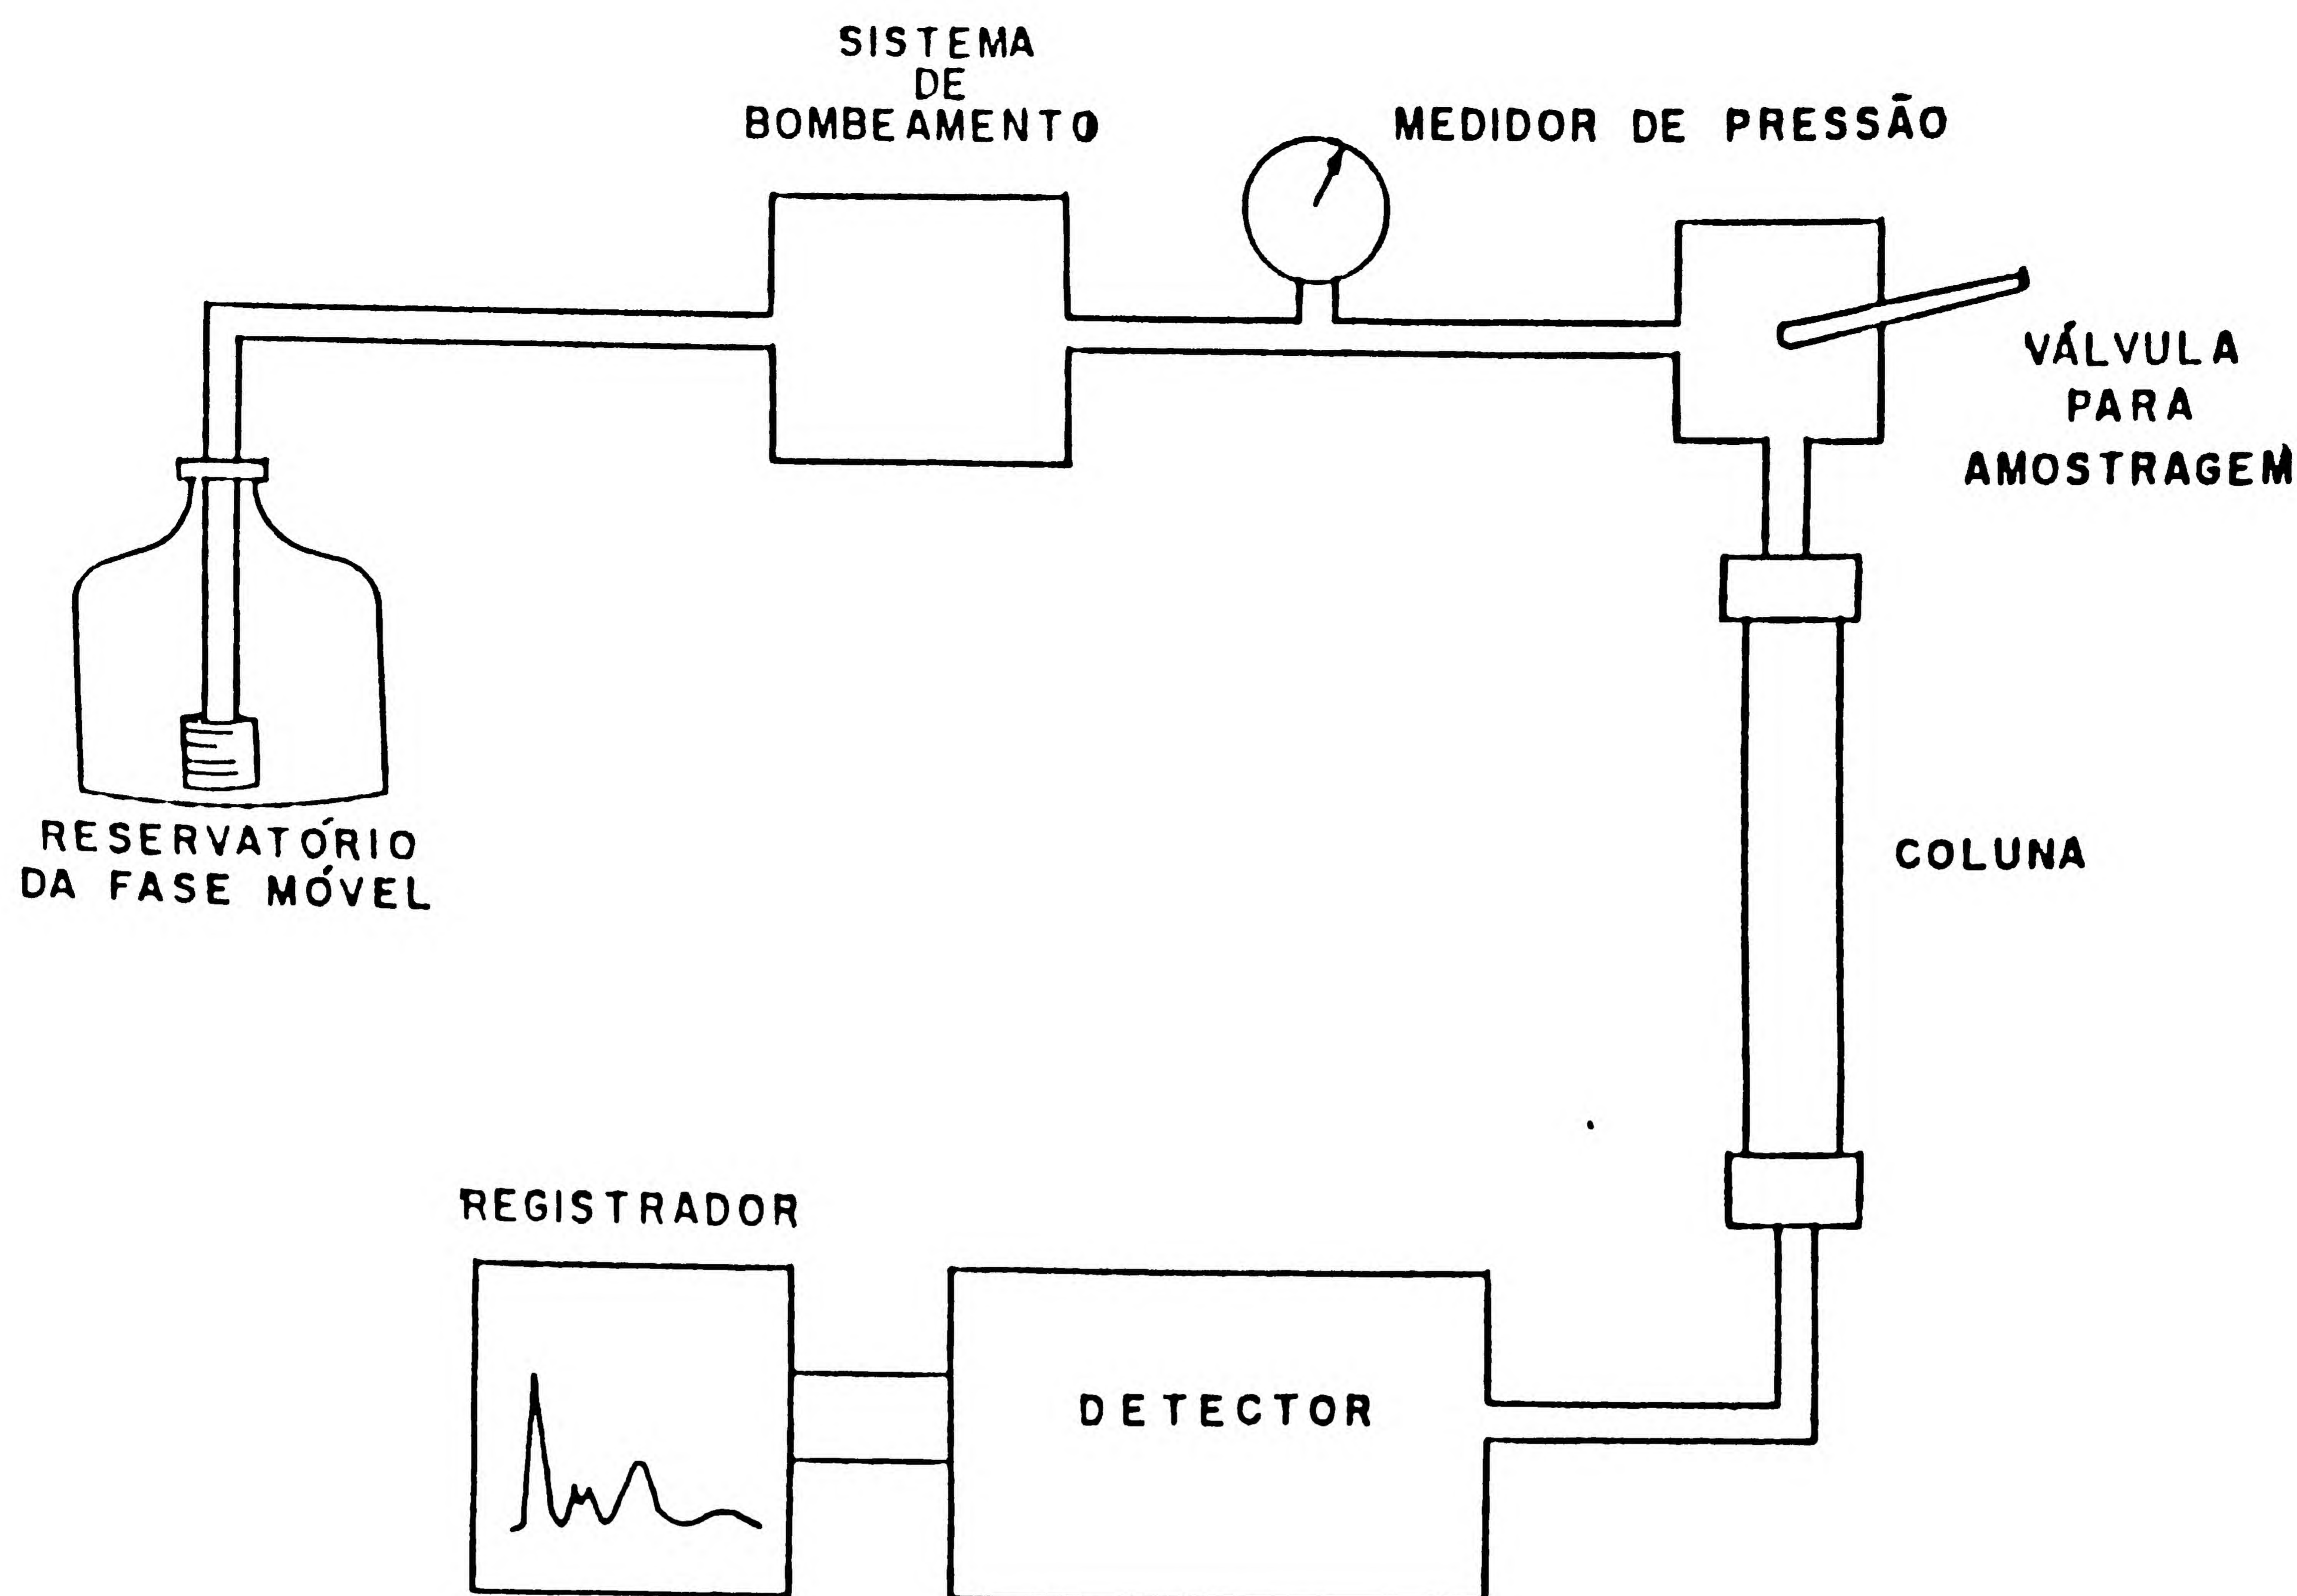 SISTEMA
DE
BOMBEAMENTO
MEDIDOR DE PRESSÃO
VÁLVULA
PARA
AMOSTRAGEM
RESERVATÓRIO
DA FASE MÓVEL
COLUNA
REGISTRADOR
DETECTOR